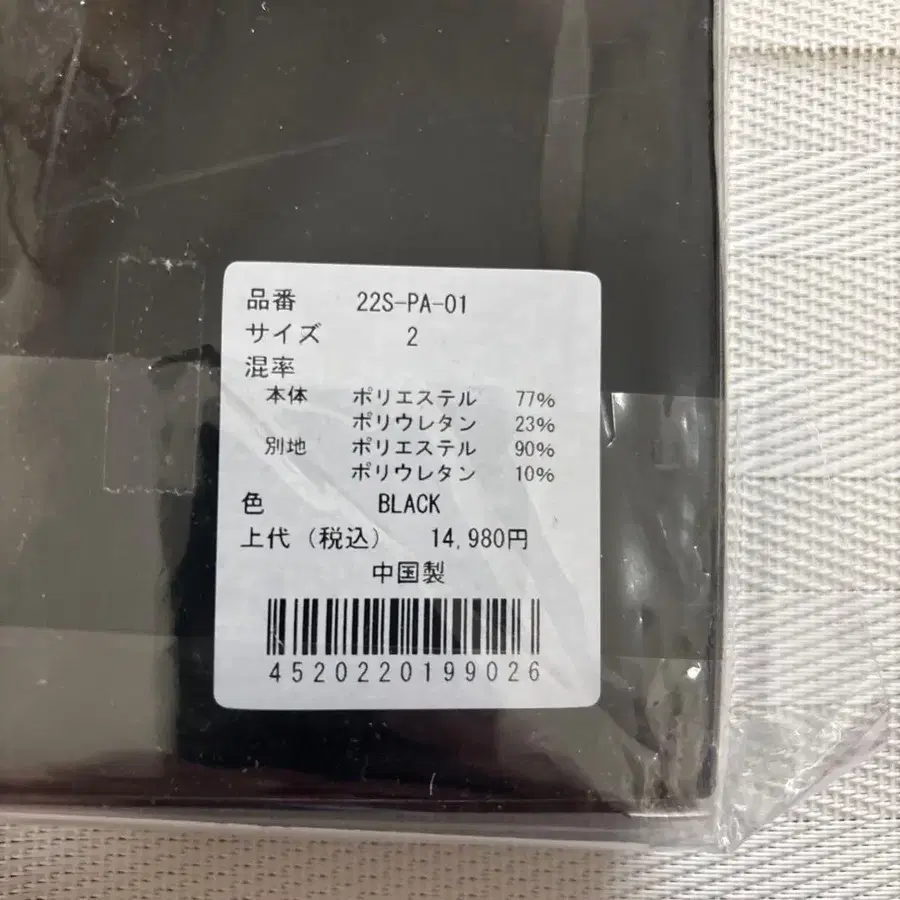 品番 22S-PA-01
サイズ 2
混率
本体 ポリエステル 77%
ポリウレタン 23%
別地 ポリエステル 90%
ポリウレタン 10%
色 BLACK
上代(税込) 14,980円
中国製
4520220199026